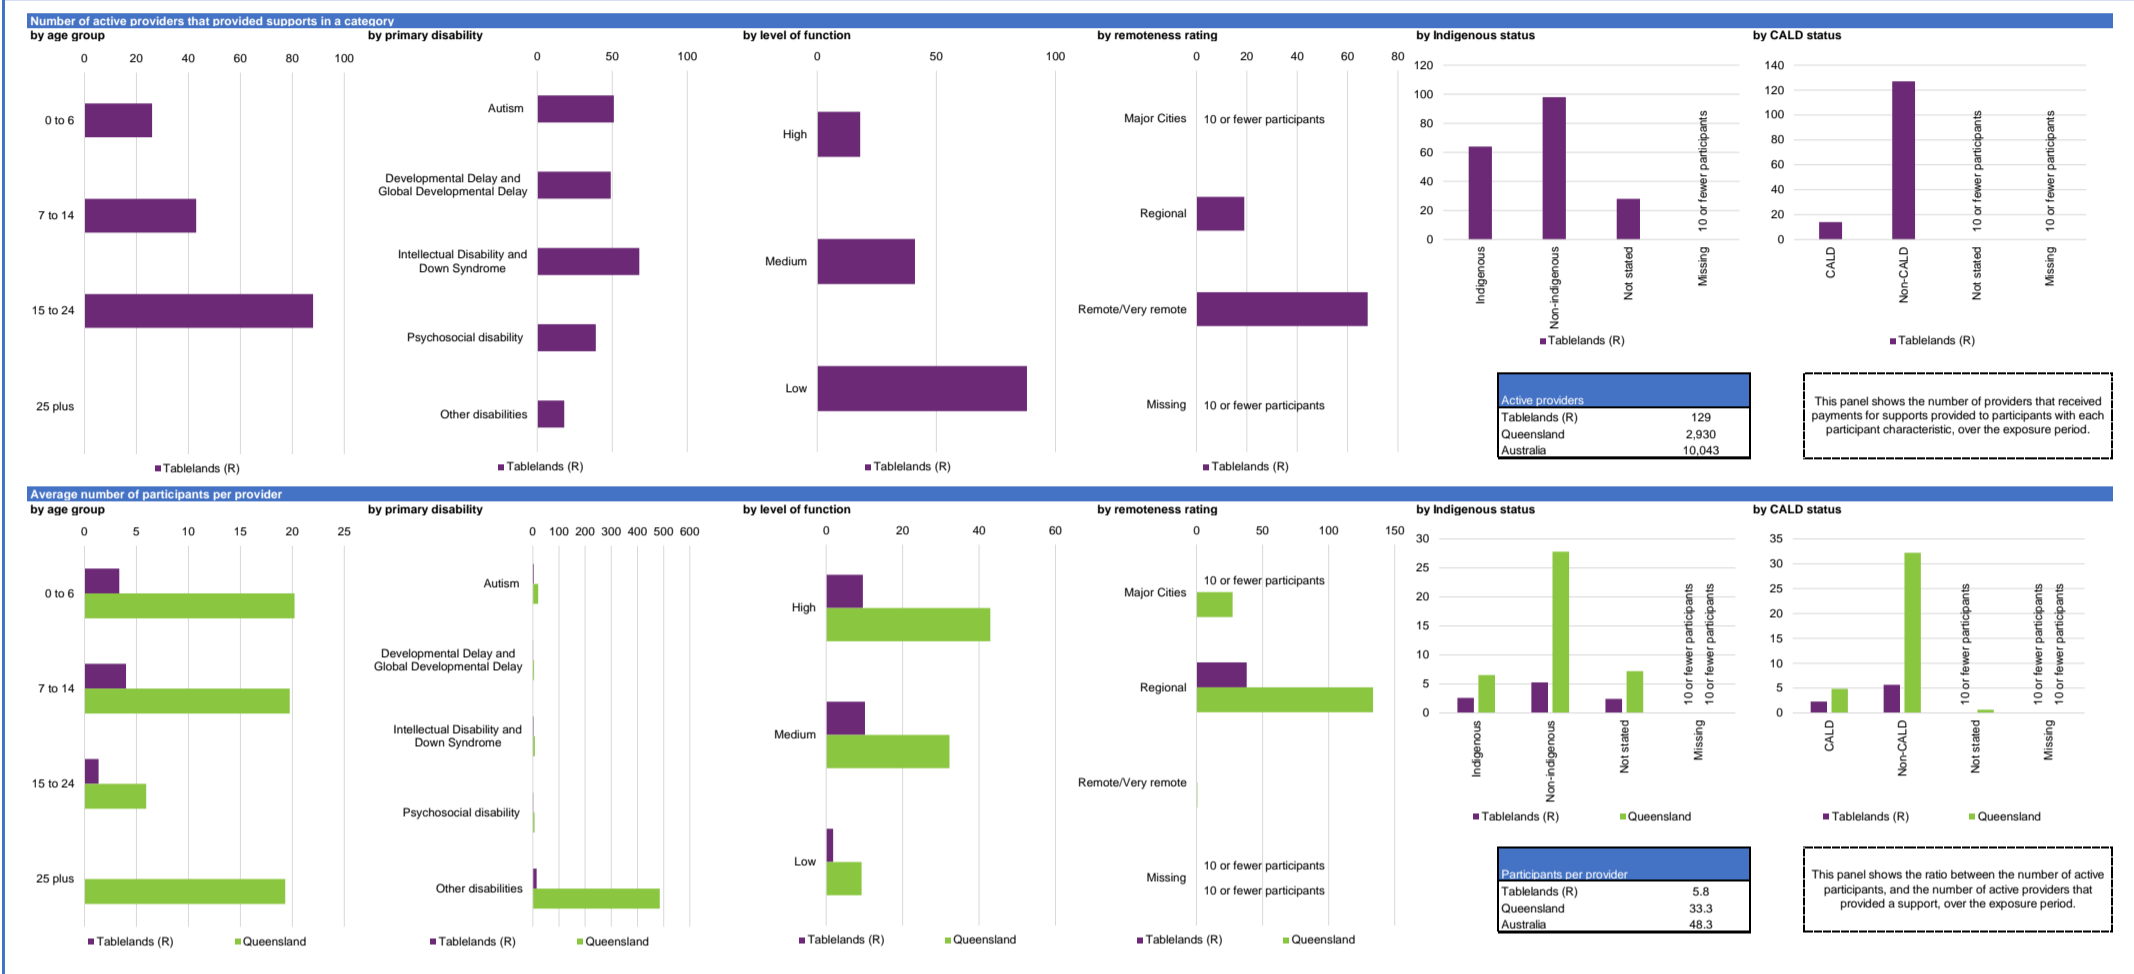 Number of active providers that provided supports in a category
by age group
0 20 40 60 80 100
0 to 6
7 to 14
15 to 24
25 plus
Tablelands (R)
by primary disability
0 50 100
Autism
Developmental Delay and
Global Developmental Delay
Intellectual Disability and
Down Syndrome
Psychosocial disability
Other disabilities
Tablelands (R)
by level of function
0 50 100
High
Medium
Low
Tablelands (R)
by remoteness rating
0 20 40 60 80
Major Cities 10 or fewer participants
Regional
Remote/Very remote
Missing 10 or fewer participants
Tablelands (R)
by Indigenous status
120
100
80
60
40
20
0
Indigenous
Non-indigenous
Not stated
Missing
10 or fewer participants
Tablelands (R)
by CALD status
140
120
100
80
60
40
20
0
CALD
Non-CALD
Not stated
Missing
10 or fewer participants
10 or fewer participants
Tablelands (R)
Active providers
Tablelands (R) 129
Queensland 2,930
Australia 10,043
This panel shows the number of providers that received
payments for supports provided to participants with each
participant characteristic, over the exposure period.
Average number of participants per provider
by age group
0 5 10 15 20 25
0 to 6
7 to 14
15 to 24
25 plus
Tablelands (R) Queensland
by primary disability
0 100 200 300 400 500 600
Autism
Developmental Delay and
Global Developmental Delay
Intellectual Disability and
Down Syndrome
Psychosocial disability
Other disabilities
Tablelands (R) Queensland
by level of function
0 20 40 60
High
Medium
Low
Tablelands (R) Queensland
by remoteness rating
0 50 100 150
Major Cities 10 or fewer participants
Regional
Remote/Very remote
Missing
10 or fewer participants
10 or fewer participants
Tablelands (R) Queensland
by Indigenous status
30
25
20
15
10
5
0
Indigenous
Non-indigenous
Not stated
Missing
10 or fewer participants
10 or fewer participants
Tablelands (R) Queensland
by CALD status
35
30
25
20
15
10
5
0
CALD
Non-CALD
Not stated
Missing
10 or fewer participants
10 or fewer participants
10 or fewer participants
Tablelands (R) Queensland
Participants per provider
Tablelands (R) 5.8
Queensland 33.3
Australia 48.3
This panel shows the ratio between the number of active
participants, and the number of active providers that
provided a support, over the exposure period.